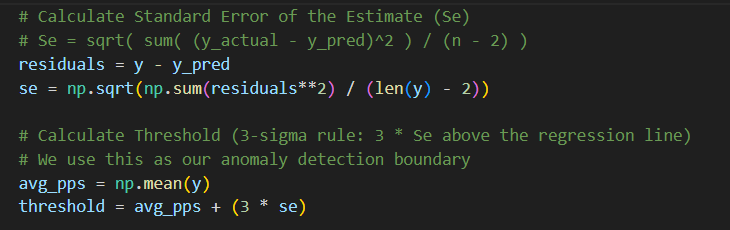 # Calculate Standard Error of the Estimate (Se)
# Se = sqrt( sum( (y_actual - y_pred)^2 ) / (n - 2) )
residuals = y - y_pred
se = np.sqrt(np.sum(residuals**2) / (len(y) - 2))
# Calculate Threshold (3-sigma rule: 3 * Se above the regression line)
# We use this as our anomaly detection boundary
avg_pps = np.mean(y)
threshold = avg_pps + (3 * se)